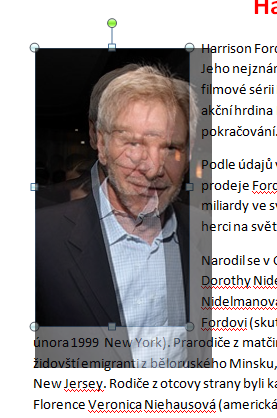 Ha
Harrison Ford
Jeho nejznám
filmové sérii
akční hrdina
pokračování.
Podle údajů v
prodeje Ford
miliardy ve sv
herci na svět
Narodil se v C
Dorothy Nide
Nidelmanova
Fordovi (skut
února 1999 New York). Prarodiče z matčin
židovští emigranti z běloruského Minsku,
New Jersey. Rodiče z otcovy strany byli ka
Florence Veronica Niehausová (americká